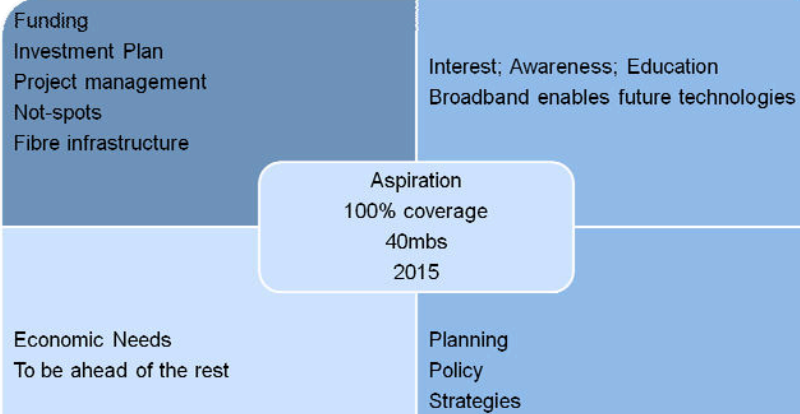 Funding
Investment Plan
Project management
Not-spots
Fibre infrastructure
Interest; Awareness; Education
Broadband enables future technologies
Aspiration
100% coverage
40mbs
2015
Economic Needs
To be ahead of the rest
Planning
Policy
Strategies